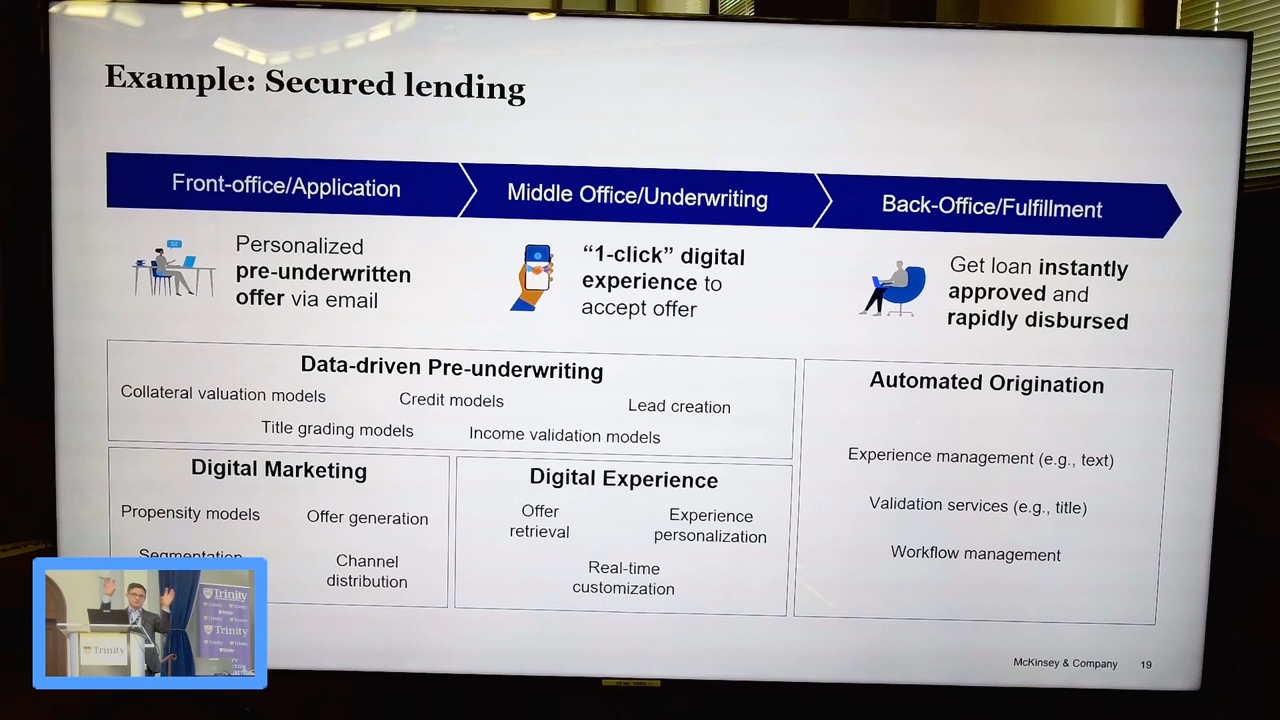 Example: Secured lending
Front-office/Application
Middle Office/Underwriting
Back-Office/Fulfillment
Personalized
pre-underwritten
offer via email
“1-click” digital
experience to
accept offer
Get loan instantly
approved and
rapidly disbursed
Data-driven Pre-underwriting
Collateral valuation models
Credit models
Lead creation
Title grading models
Income validation models
Digital Marketing
Propensity models
Offer generation
Segmentation
Channel
distribution
Digital Experience
Offer
retrieval
Experience
personalization
Real-time
customization
Automated Origination
Experience management (e.g., text)
Validation services (e.g., title)
Workflow management
McKinsey & Company 19
Trinity
Trinity
Trinity